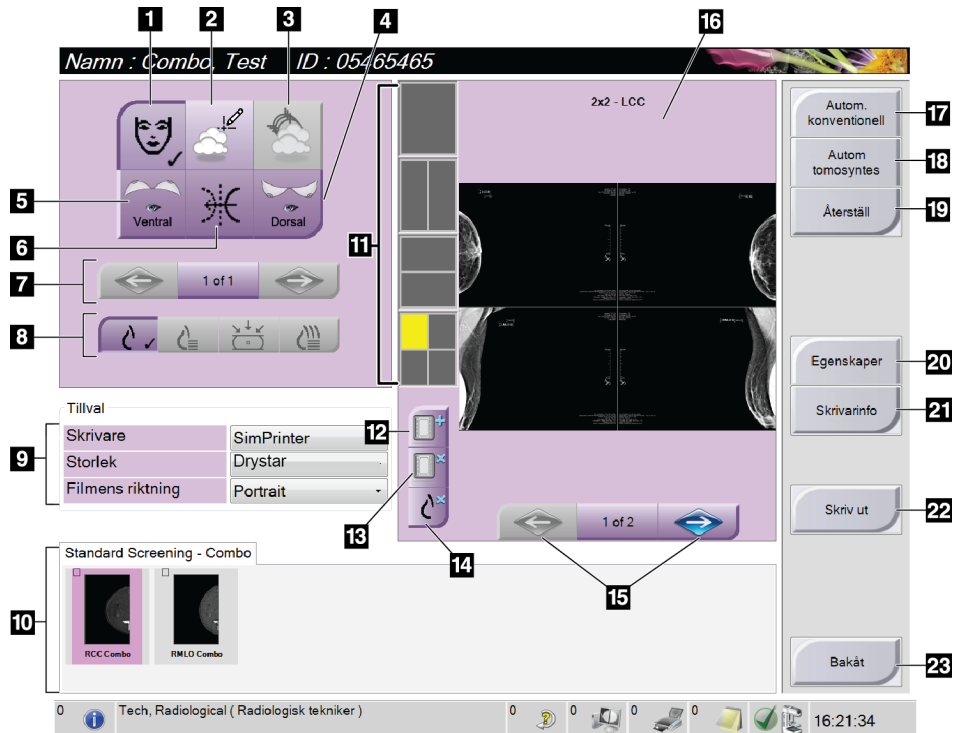 1
2
3
4
16
Namn : Combo, Test ID : 05465465
2x2 - LCC
Autom.
konventionell
17
Autom
tomosyntes
18
Återställ
19
5
Ventral
Dorsal
6
11
7
1 of 1
8
Egenskaper
20
Skrivarinfo
21
Tillval
9
Skrivare
SimPrinter
Storlek
Drystar
Filmens riktning
Portrait
12
13
14
1 of 2
15
Skriv ut
22
Standard Screening - Combo
10
RCC Combo
RMLO Combo
Bakåt
23
0
Tech, Radiological ( Radiologisk tekniker )
0
0
0
0
16:21:34